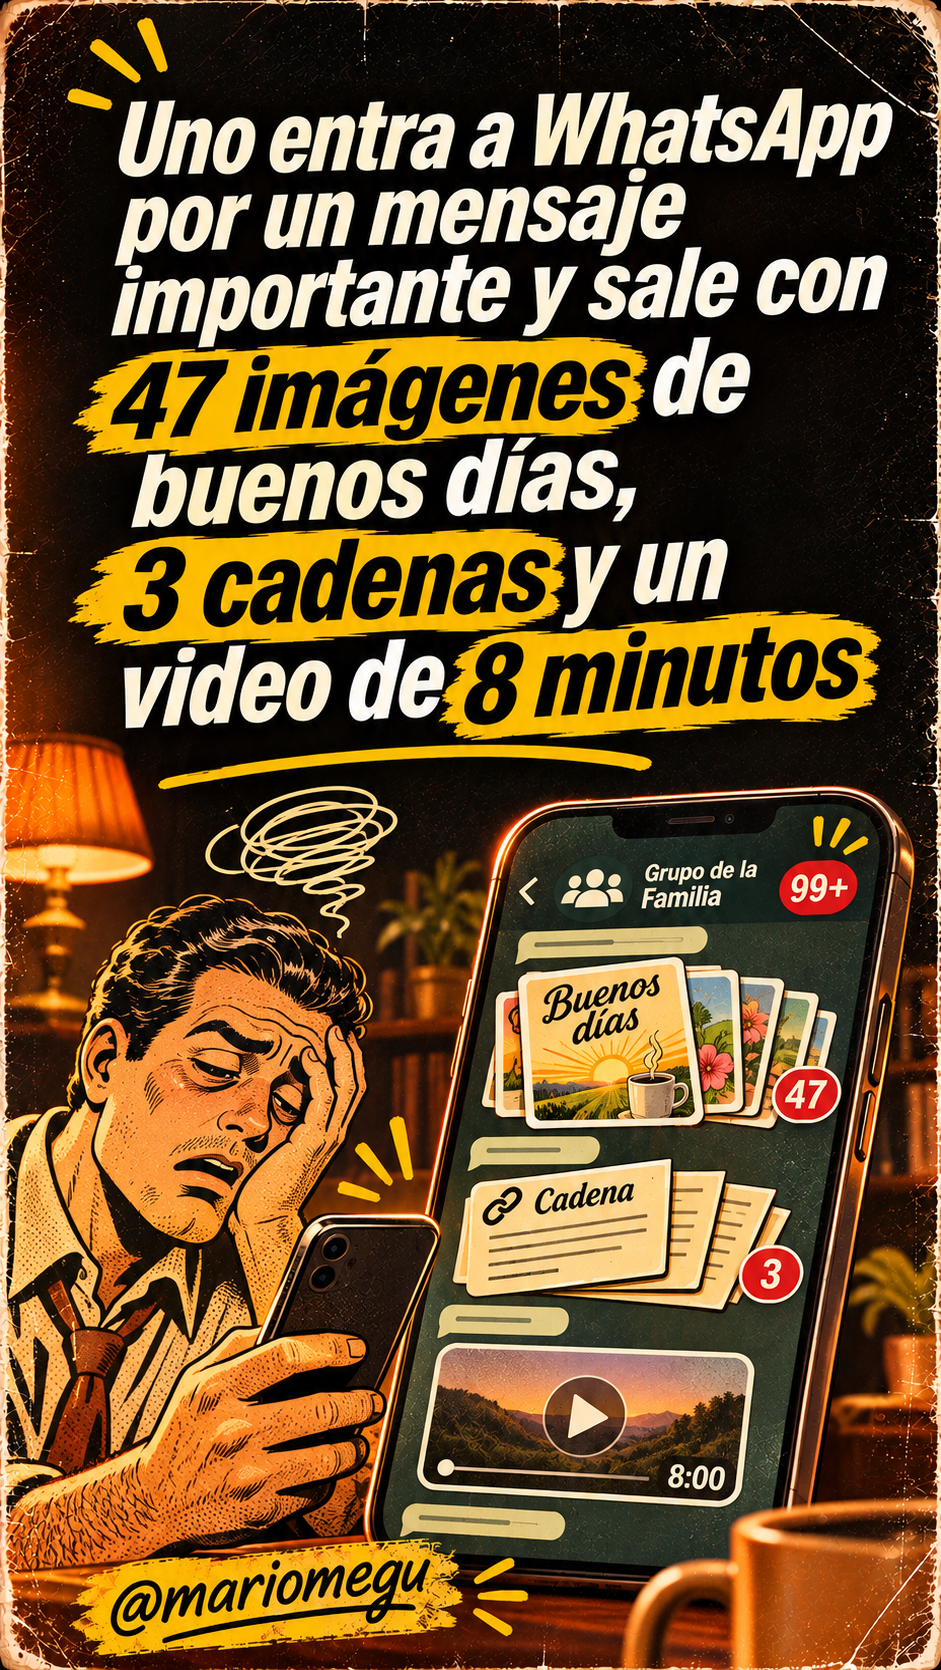 Uno entra a WhatsApp
por un mensaje
importante y sale con
47 imágenes de
buenos días,
3 cadenas y un
video de 8 minutos
Grupo de la
Familia
99+
Buenos
días
47
Cadena
3
8:00
@mariomegu